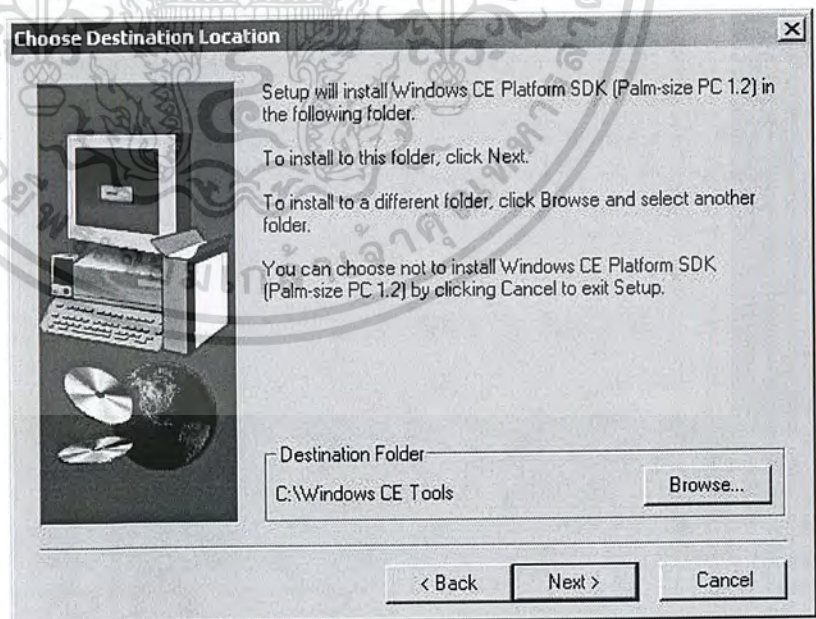 Choose Destination Location
Setup will install Windows CE Platform SDK (Palm-size PC 1.2) in
the following folder.
To install to this folder, click Next.
To install to a different folder, click Browse and select another
folder.
You can choose not to install Windows CE Platform SDK
(Palm-size PC 1.2) by clicking Cancel to exit Setup.
Destination Folder
C:\Windows CE Tools
Browse...
< Back
Next >
Cancel